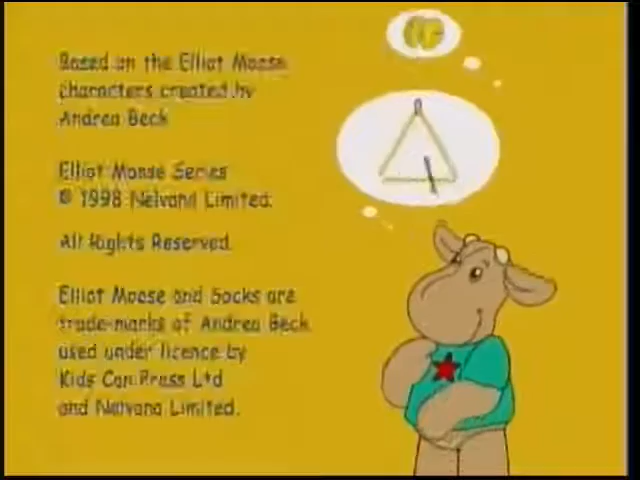 Based on the Elliot Moose
characters created by
Andrea Beck
Elliot Moose Series
© 1998 Nelvana Limited.
All Rights Reserved.
Elliot Moose and Socks are
trade-marks of Andrea Beck
used under licence by
Kids Can Press Ltd
and Nelvana Limited.